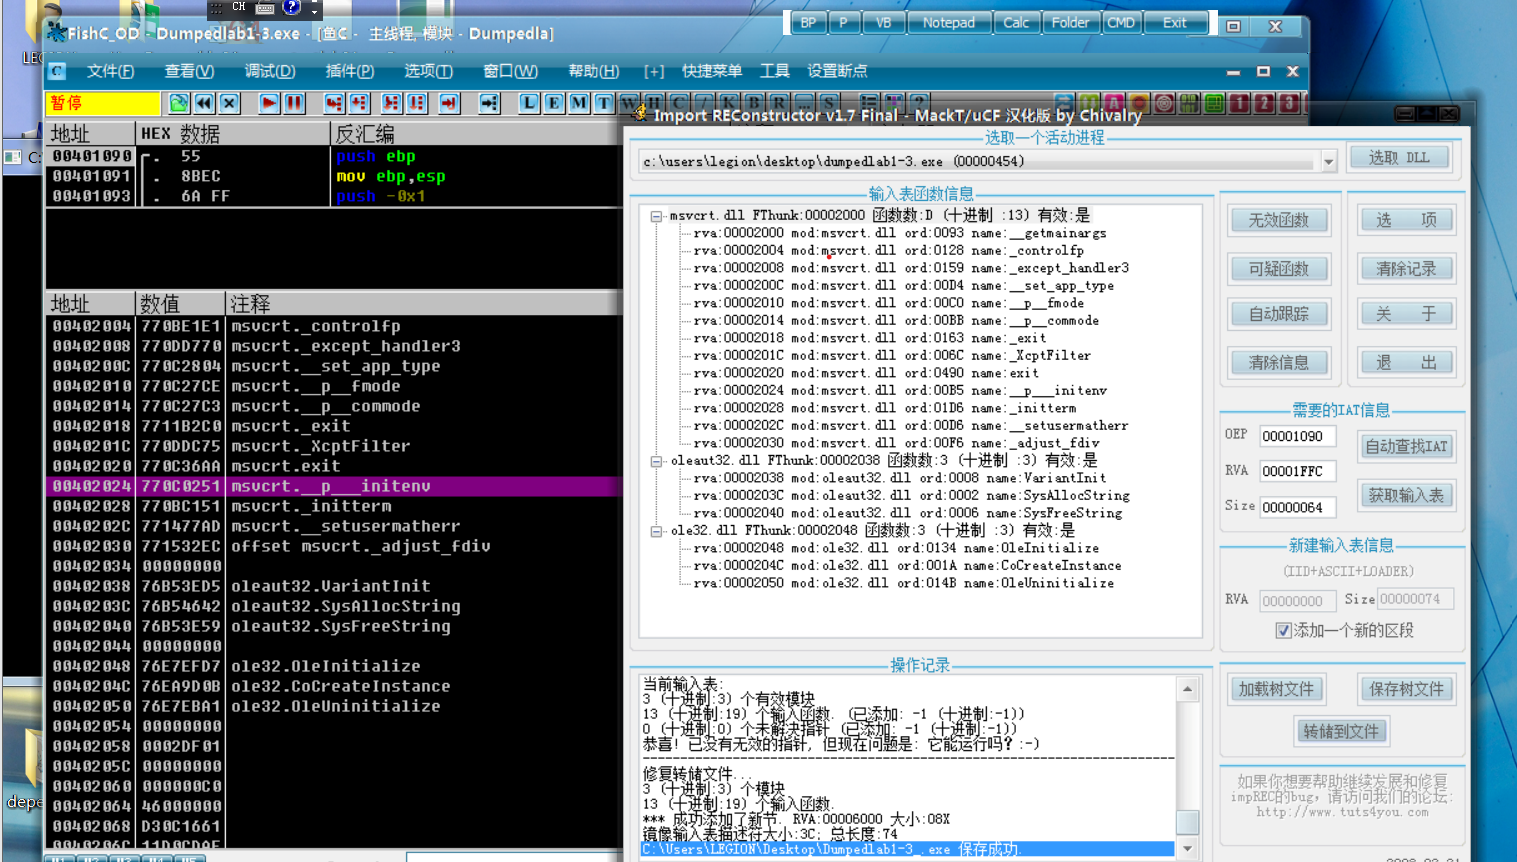 CH
BP P VB Notepad Calc Folder CMD Exit
FishC_OD - Dumpedlab1-3.exe - [鱼C - 主线程, 模块 - Dumpedla]
C 文件(F) 查看(V) 调试(D) 插件(P) 选项(T) 窗口(W) 帮助(H) [+] 快捷菜单 工具 设置断点
暂停 L E M T W H C / K B R ... S ? A 1 2 3
地址 HEX 数据 反汇编
00401090 . 55 push ebp
00401091 . 8BEC mov ebp,esp
00401093 . 6A FF push -0x1
地址 数值 注释
00402004 770BE1E1 msvcrt._controlfp
00402008 770DD770 msvcrt._except_handler3
0040200C 770C2804 msvcrt.__set_app_type
00402010 770C27CE msvcrt.__p__fmode
00402014 770C27C3 msvcrt.__p__commode
00402018 7711B2C0 msvcrt._exit
0040201C 770DDC75 msvcrt._XcptFilter
00402020 770C36AA msvcrt.exit
00402024 770C0251 msvcrt.__p___initenv
00402028 770BC151 msvcrt._initterm
0040202C 771477AD msvcrt.__setusermatherr
00402030 771532EC offset msvcrt._adjust_fdiv
00402034 00000000
00402038 76B53ED5 oleaut32.VariantInit
0040203C 76B54642 oleaut32.SysAllocString
00402040 76B53E59 oleaut32.SysFreeString
00402044 00000000
00402048 76E7EFD7 ole32.OleInitialize
0040204C 76EA9D0B ole32.CoCreateInstance
00402050 76E7EBA1 ole32.OleUninitialize
00402054 00000000
00402058 0002DF01
0040205C 00000000
00402060 000000C0
00402064 46000000
00402068 D30C1661
0040206C 11D0CDAF
Import REConstructor v1.7 Final - MackT/uCF 汉化版 by Chivalry
选取一个活动进程
c:\users\legion\desktop\dumpedlab1-3.exe (00000454)
选取 DLL
输入表函数信息
msvcrt.dll FThunk:00002000 函数数:D (十进制 :13) 有效:是
rva:00002000 mod:msvcrt.dll ord:0093 name:__getmainargs
rva:00002004 mod:msvcrt.dll ord:0128 name:_controlfp
rva:00002008 mod:msvcrt.dll ord:0159 name:_except_handler3
rva:0000200C mod:msvcrt.dll ord:00D4 name:__set_app_type
rva:00002010 mod:msvcrt.dll ord:00C0 name:__p__fmode
rva:00002014 mod:msvcrt.dll ord:00BB name:__p__commode
rva:00002018 mod:msvcrt.dll ord:0163 name:_exit
rva:0000201C mod:msvcrt.dll ord:006C name:_XcptFilter
rva:00002020 mod:msvcrt.dll ord:0490 name:exit
rva:00002024 mod:msvcrt.dll ord:00B5 name:__p___initenv
rva:00002028 mod:msvcrt.dll ord:01D6 name:_initterm
rva:0000202C mod:msvcrt.dll ord:00D6 name:__setusermatherr
rva:00002030 mod:msvcrt.dll ord:00F6 name:_adjust_fdiv
oleaut32.dll FThunk:00002038 函数数:3 (十进制 :3) 有效:是
rva:00002038 mod:oleaut32.dll ord:0008 name:VariantInit
rva:0000203C mod:oleaut32.dll ord:0002 name:SysAllocString
rva:00002040 mod:oleaut32.dll ord:0006 name:SysFreeString
ole32.dll FThunk:00002048 函数数:3 (十进制 :3) 有效:是
rva:00002048 mod:ole32.dll ord:0134 name:OleInitialize
rva:0000204C mod:ole32.dll ord:001A name:CoCreateInstance
rva:00002050 mod:ole32.dll ord:014B name:OleUninitialize
无效函数 选 项
可疑函数 清除记录
自动跟踪 关 于
清除信息 退 出
需要的IAT信息
OEP 00001090 自动查找IAT
RVA 00001FFC
获取输入表
Size 00000064
新建输入表信息
(IID+ASCII+LOADER)
RVA 00000000 Size 00000074
添加一个新的区段
加载树文件 保存树文件
转储到文件
如果你想要帮助继续发展和修复
impREC的bug, 请访问我们的论坛:
http://www.tuts4you.com
操作记录
当前输入表:
3 (十进制:3) 个有效模块
13 (十进制:19) 个输入函数. (已添加: -1 (十进制:-1))
0 (十进制:0) 个未解决指针 (已添加: -1 (十进制:-1))
恭喜! 已没有无效的指针, 但现在问题是: 它能运行吗? :-)
修复转储文件...
3 (十进制:3) 个模块
13 (十进制:19) 个输入函数.
*** 成功添加了新节. RVA:00006000 大小:08X
镜像输入表描述符大小:3C; 总长度:74
C:\Users\LEGION\Desktop\Dumpedlab1-3_.exe 保存成功.